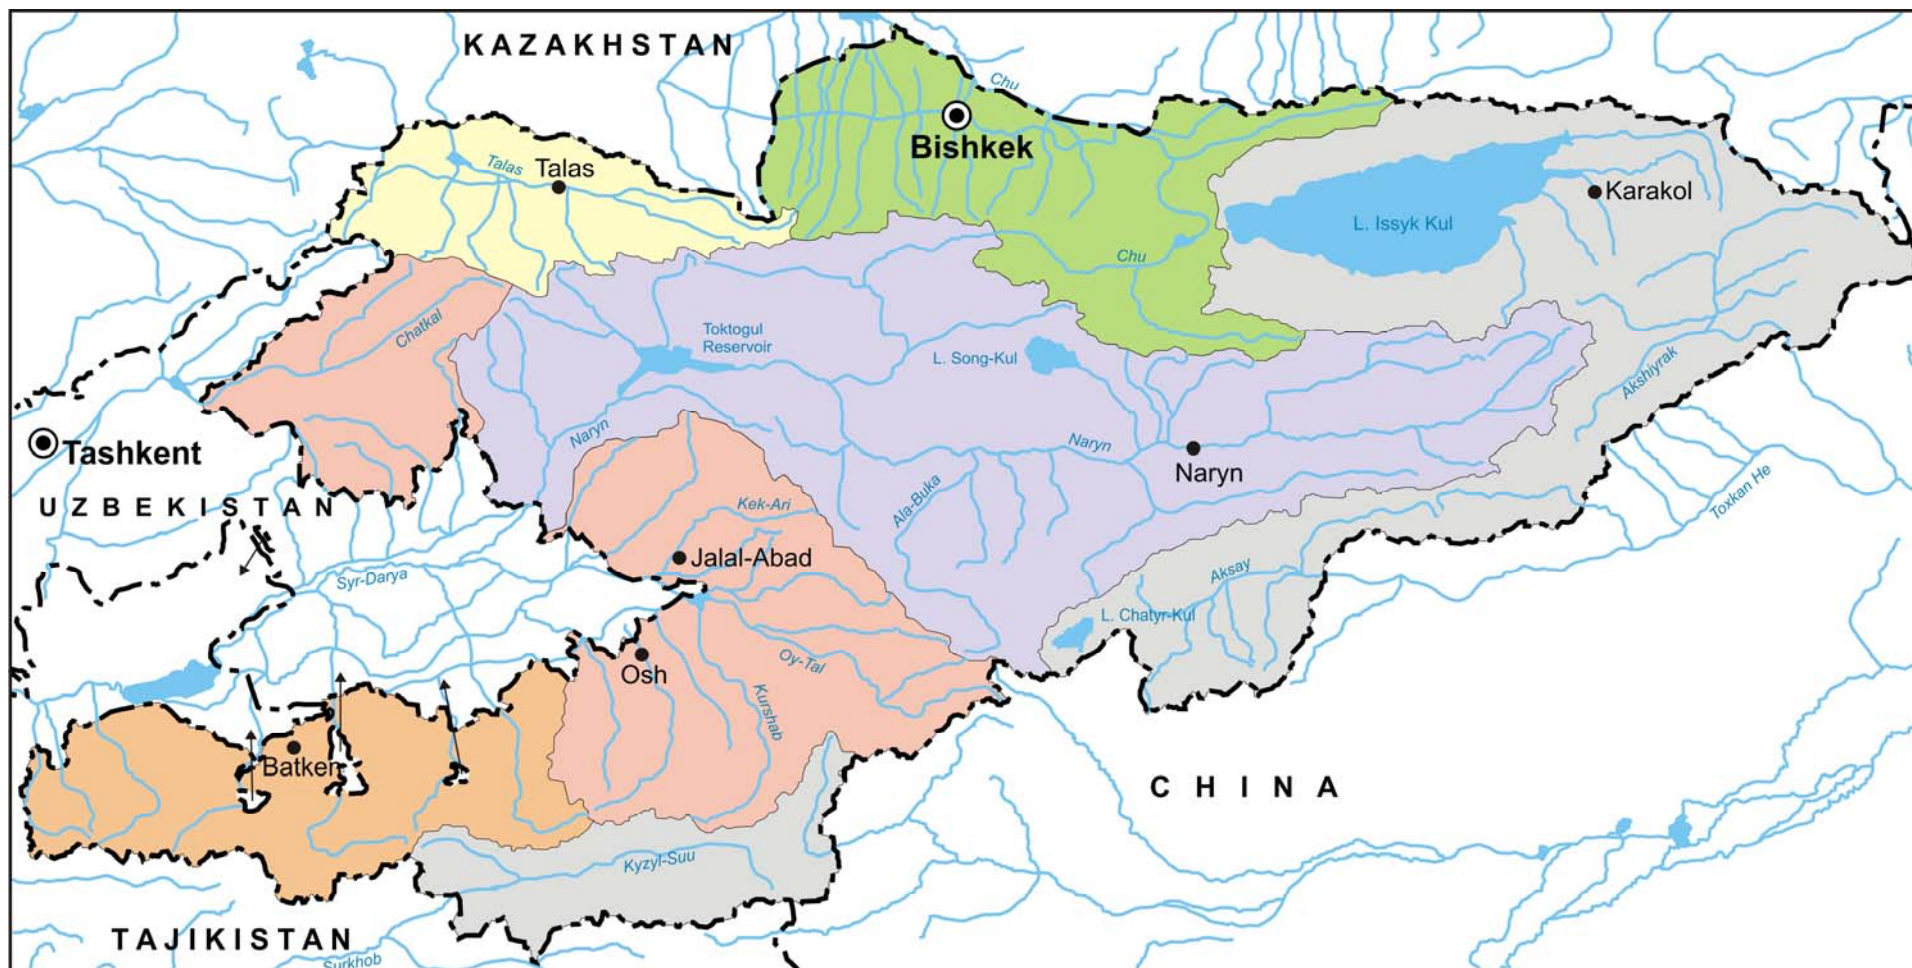 KAZAKHSTAN
Chu
Bishkek
Talas
Talas
Karakol
L. Issyk Kul
Chu
Chatkal
Toktogul
Reservoir
L. Song-Kul
Akshiyrak
Naryn
Naryn
Tashkent
Naryn
UZBEKISTAN
Kek-Ari
Ala-Buka
Toxkan He
Jalal-Abad
Syr-Darya
Aksay
L. Chatyr-Kul
Osh
Oy-Tal
Kurshab
Batken
CHINA
Kyzyl-Suu
TAJIKISTAN
Surkhob